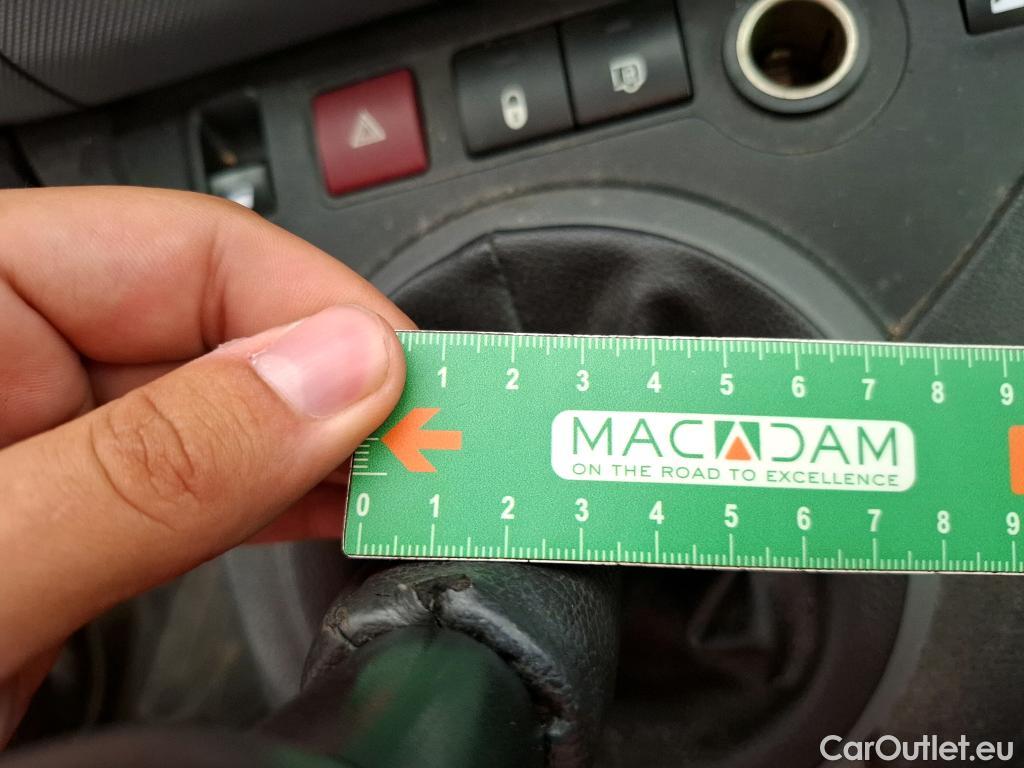 1 2 3 4 5 6 7 8 9
MACADAM
ON THE ROAD TO EXCELLENCE
0 1 2 3 4 5 6 7 8 9
CarOutlet.eu